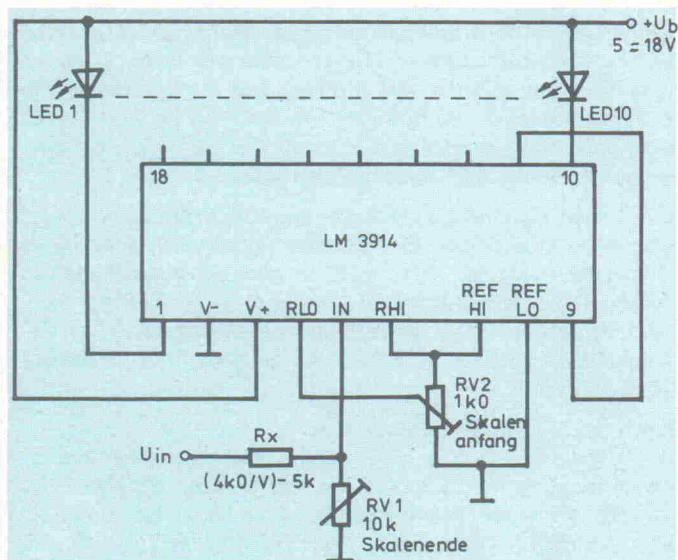 +Ub
5 = 18V
LED 1
LED10
18
10
LM 3914
1
V-
V+
RLO
IN
RHI
REF
HI
REF
LO
9
RV2
1k0
Skalen
anfang
Uin
Rx
(4k0/V)- 5k
RV 1
10k
Skalenende